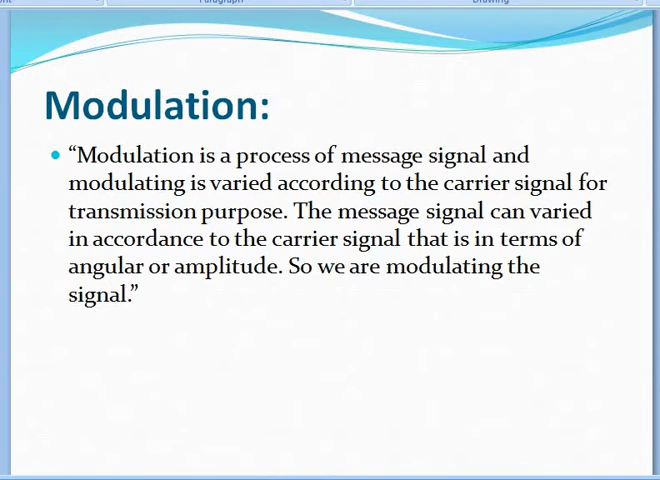 Paragraph
Drawing
Modulation:
“Modulation is a process of message signal and
modulating is varied according to the carrier signal for
transmission purpose. The message signal can varied
in accordance to the carrier signal that is in terms of
angular or amplitude. So we are modulating the
signal.”